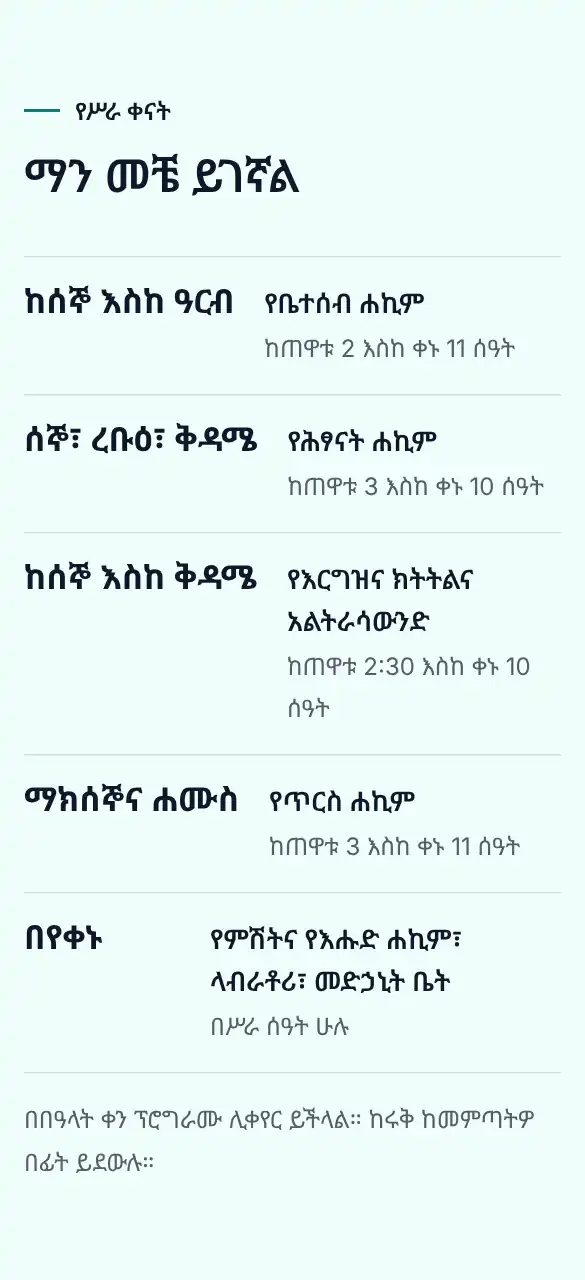 የሥራ ቀናት
ማን መቼ ይገኛል
ከሰኞ እስከ ዓርብ
የቤተሰብ ሐኪም
ከጠዋቱ 2 እስከ ቀኑ 11 ሰዓት
ሰኞ፣ ረቡዕ፣ ቅዳሜ
የሕፃናት ሐኪም
ከጠዋቱ 3 እስከ ቀኑ 10 ሰዓት
ከሰኞ እስከ ቅዳሜ
የእርግዝና ክትትልና
አልትራሳውንድ
ከጠዋቱ 2:30 እስከ ቀኑ 10
ሰዓት
ማክሰኞና ሐሙስ
የጥርስ ሐኪም
ከጠዋቱ 3 እስከ ቀኑ 11 ሰዓት
በየቀኑ
የምሽትና የእሑድ ሐኪም፣
ላብራቶሪ፣ መድኃኒት ቤት
በሥራ ሰዓት ሁሉ
በበዓላት ቀን ፕሮግራሙ ሊቀየር ይችላል። ከሩቅ ከመምጣትዎ
በፊት ይደውሉ።